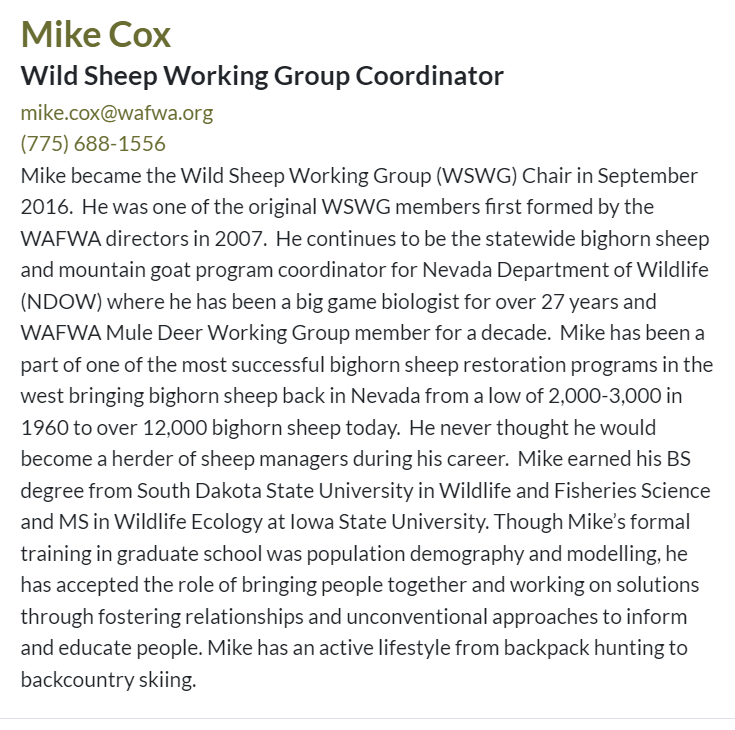 Mike Cox
Wild Sheep Working Group Coordinator
mike.cox@wafwa.org
(775) 688-1556
Mike became the Wild Sheep Working Group (WSWG) Chair in September
2016.  He was one of the original WSWG members first formed by the
WAFWA directors in 2007.  He continues to be the statewide bighorn sheep
and mountain goat program coordinator for Nevada Department of Wildlife
(NDOW) where he has been a big game biologist for over 27 years and
WAFWA Mule Deer Working Group member for a decade.  Mike has been a
part of one of the most successful bighorn sheep restoration programs in the
west bringing bighorn sheep back in Nevada from a low of 2,000-3,000 in
1960 to over 12,000 bighorn sheep today.  He never thought he would
become a herder of sheep managers during his career.  Mike earned his BS
degree from South Dakota State University in Wildlife and Fisheries Science
and MS in Wildlife Ecology at Iowa State University. Though Mike’s formal
training in graduate school was population demography and modelling, he
has accepted the role of bringing people together and working on solutions
through fostering relationships and unconventional approaches to inform
and educate people. Mike has an active lifestyle from backpack hunting to
backcountry skiing.